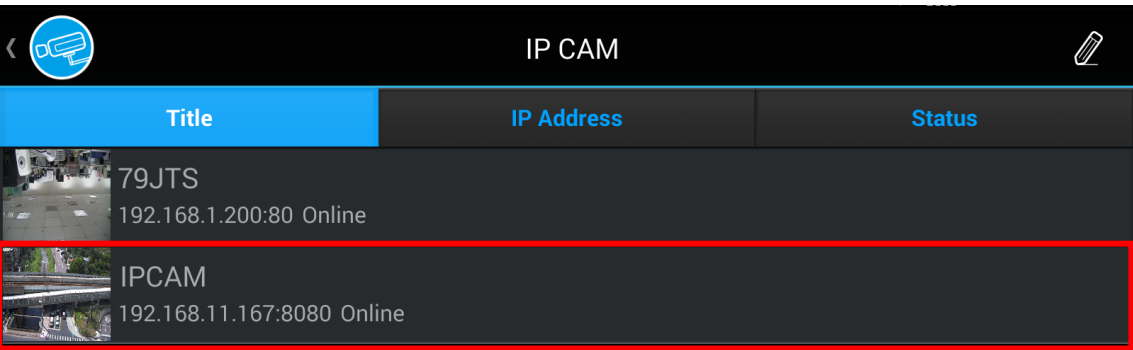 IP CAM
Title IP Address Status
79JTS
192.168.1.200:80 Online
IPCAM
192.168.11.167:8080 Online